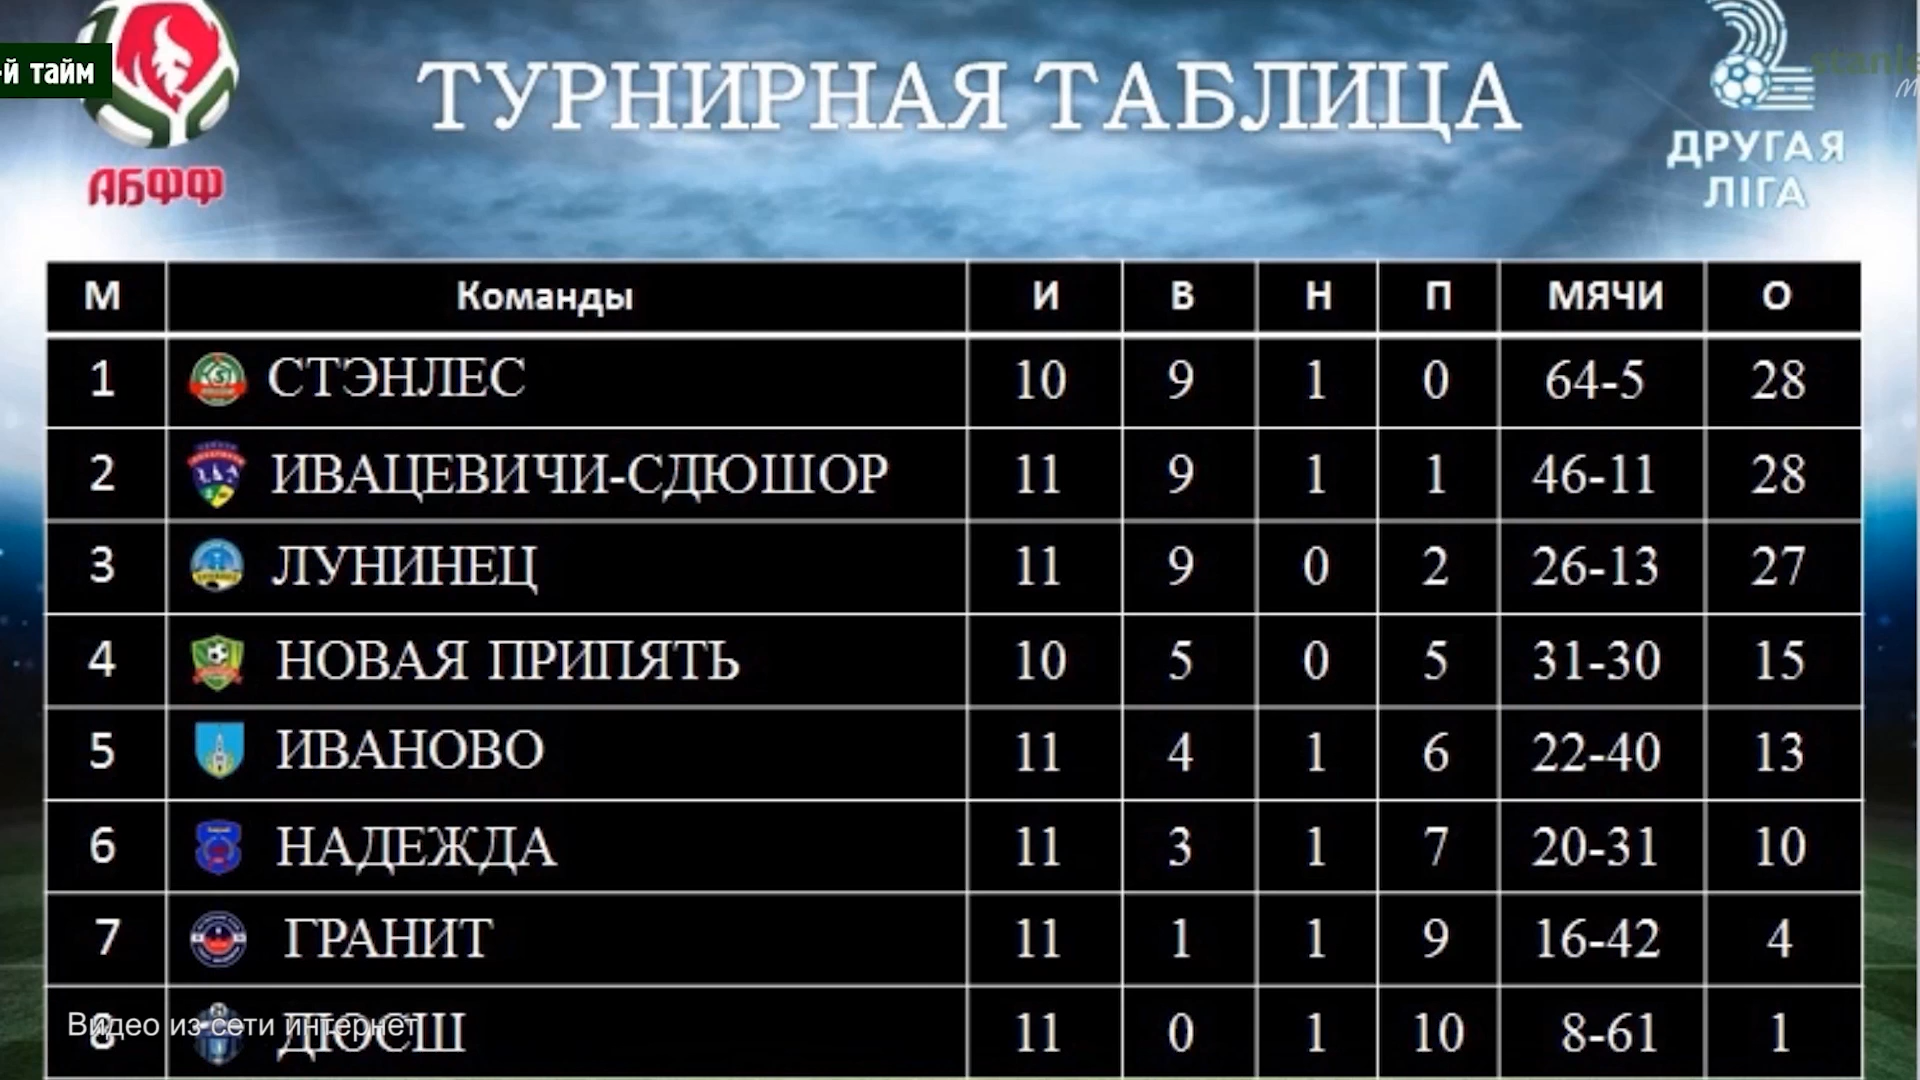 -й тайм
АБФФ
ТУРНИРНАЯ ТАБЛИЦА
ДРУГАЯ
ЛІГА
М Команды И В Н П МЯЧИ О
1 СТЭНЛЕС 10 9 1 0 64-5 28
2 ИВАЦЕВИЧИ-СДЮШОР 11 9 1 1 46-11 28
3 ЛУНИНЕЦ 11 9 0 2 26-13 27
4 НОВАЯ ПРИПЯТЬ 10 5 0 5 31-30 15
5 ИВАНОВО 11 4 1 6 22-40 13
6 НАДЕЖДА 11 3 1 7 20-31 10
7 ГРАНИТ 11 1 1 9 16-42 4
8 ДЮСШ 11 0 1 10 8-61 1
Видео из сети интернет